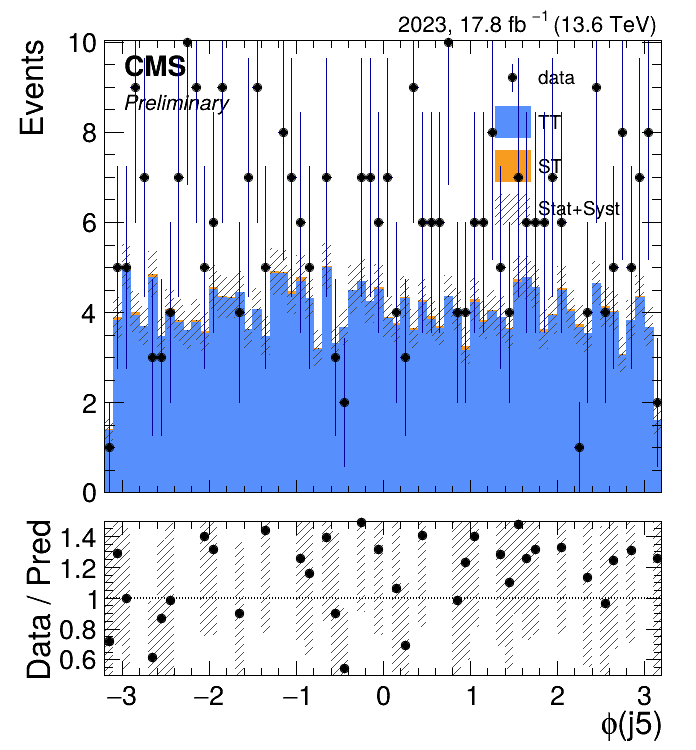 2023, 17.8 fb⁻¹ (13.6 TeV)
Events
CMS
Preliminary
data
TT
ST
Stat+Syst
10
8
6
4
2
0
Data / Pred
1.4
1.2
1
0.8
0.6
−3 −2 −1 0 1 2 3
ϕ(j5)